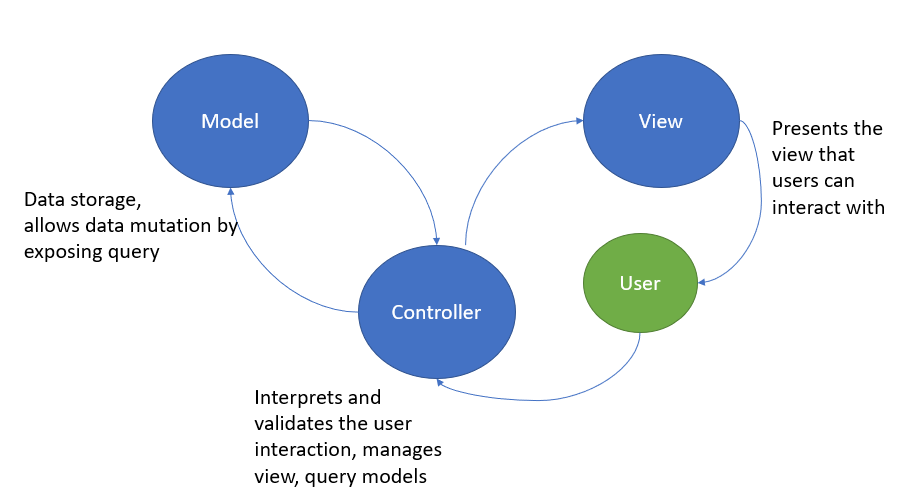 Model
View
Presents the
view that
users can
interact with
Data storage,
allows data mutation by
exposing query
User
Controller
Interprets and
validates the user
interaction, manages
view, query models